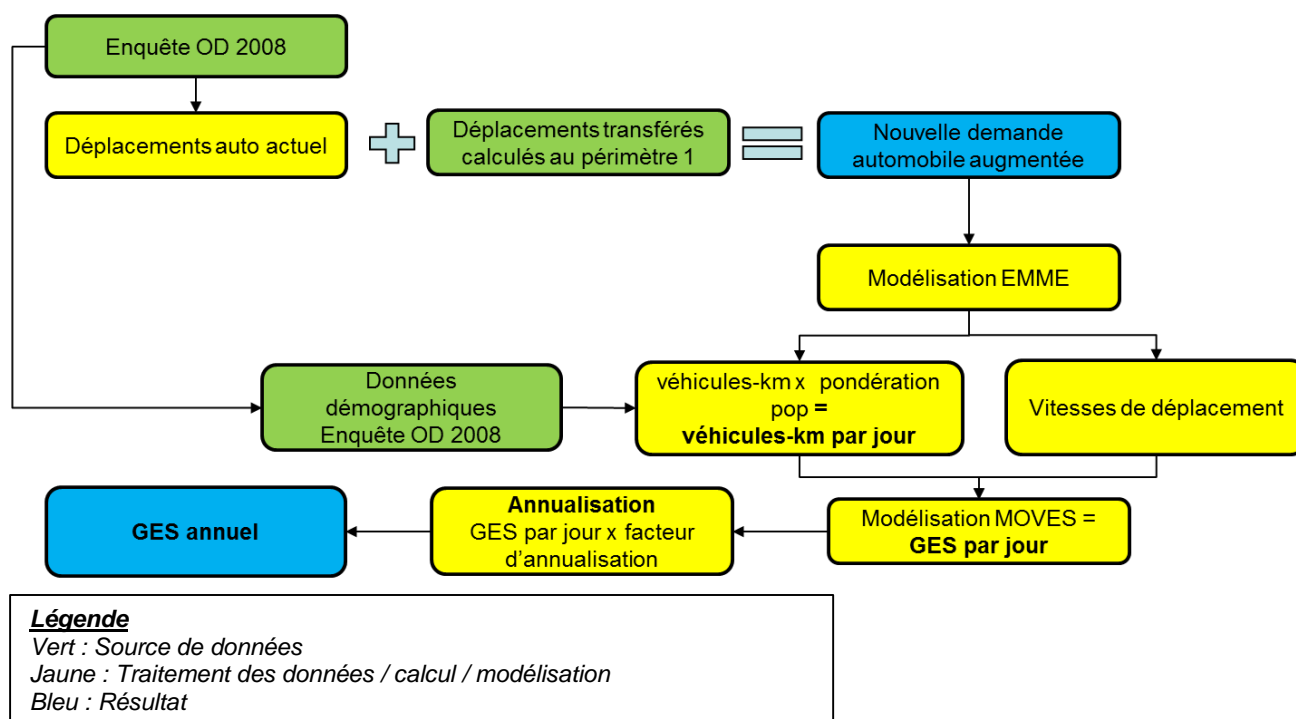 Enquête OD 2008
Déplacements auto actuel
Déplacements transférés
calculés au périmètre 1
Nouvelle demande
automobile augmentée
Modélisation EMME
Données
démographiques
Enquête OD 2008
véhicules-km x pondération
pop =
véhicules-km par jour
Vitesses de déplacement
GES annuel
Annualisation
GES par jour x facteur
d'annualisation
Modélisation MOVES =
GES par jour
Légende
Vert : Source de données
Jaune : Traitement des données / calcul / modélisation
Bleu : Résultat